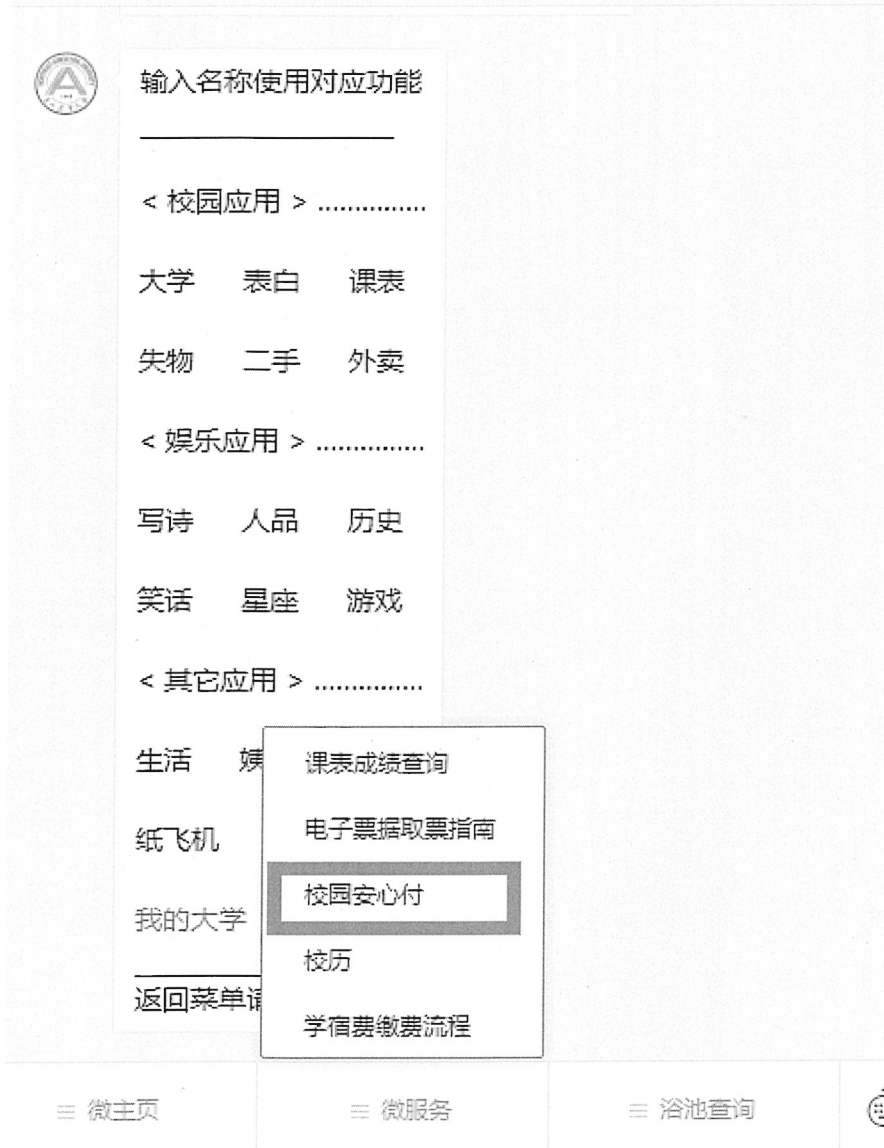 输入名称使用对应功能
< 校园应用 > ...............
大学 表白 课表
失物 二手 外卖
< 娱乐应用 > ...............
写诗 人品 历史
笑话 星座 游戏
< 其它应用 > ...............
生活 姨
纸飞机
我的大学
返回菜单请
课表成绩查询
电子票据取票指南
校园安心付
校历
学宿费缴费流程
微主页 微服务 浴池查询